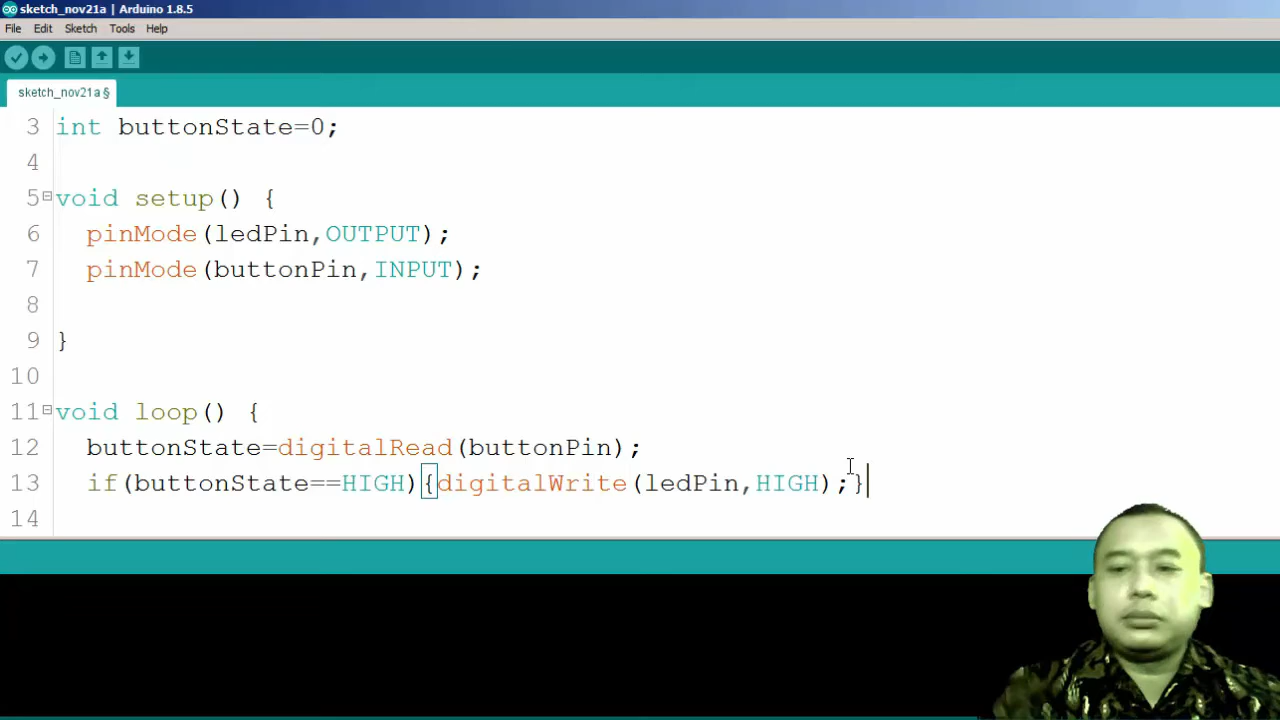 sketch_nov21a | Arduino 1.8.5
File Edit Sketch Tools Help
sketch_nov21a §
3 int buttonState=0;
4
5 void setup() {
6 pinMode(ledPin,OUTPUT);
7 pinMode(buttonPin,INPUT);
8
9 }
10
11 void loop() {
12 buttonState=digitalRead(buttonPin);
13 if(buttonState==HIGH){digitalWrite(ledPin,HIGH);}
14